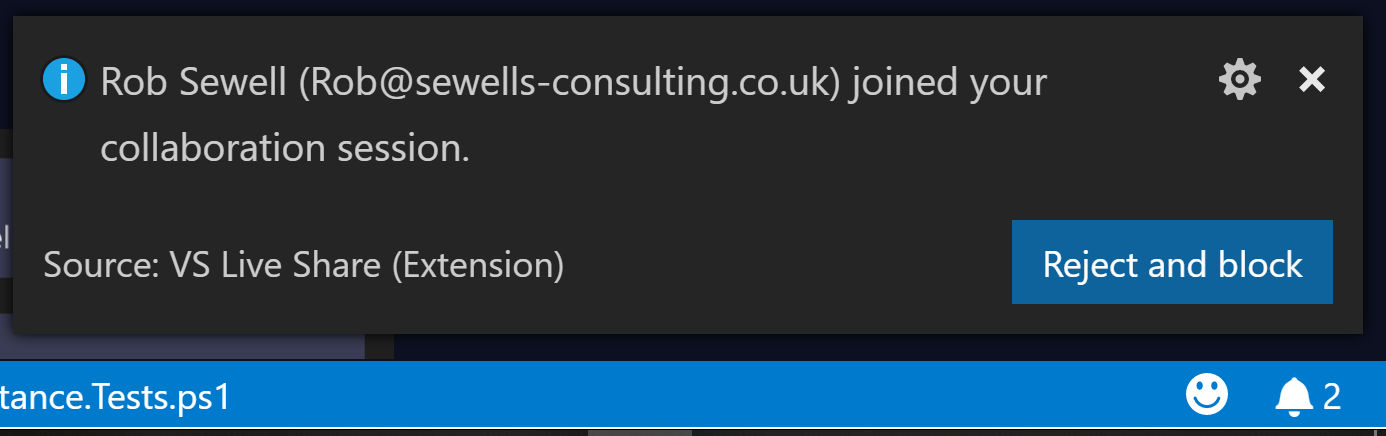 Rob Sewell (Rob@sewells-consulting.co.uk) joined your
collaboration session.
el
Source: VS Live Share (Extension)
Reject and block
tance.Tests.ps1
2